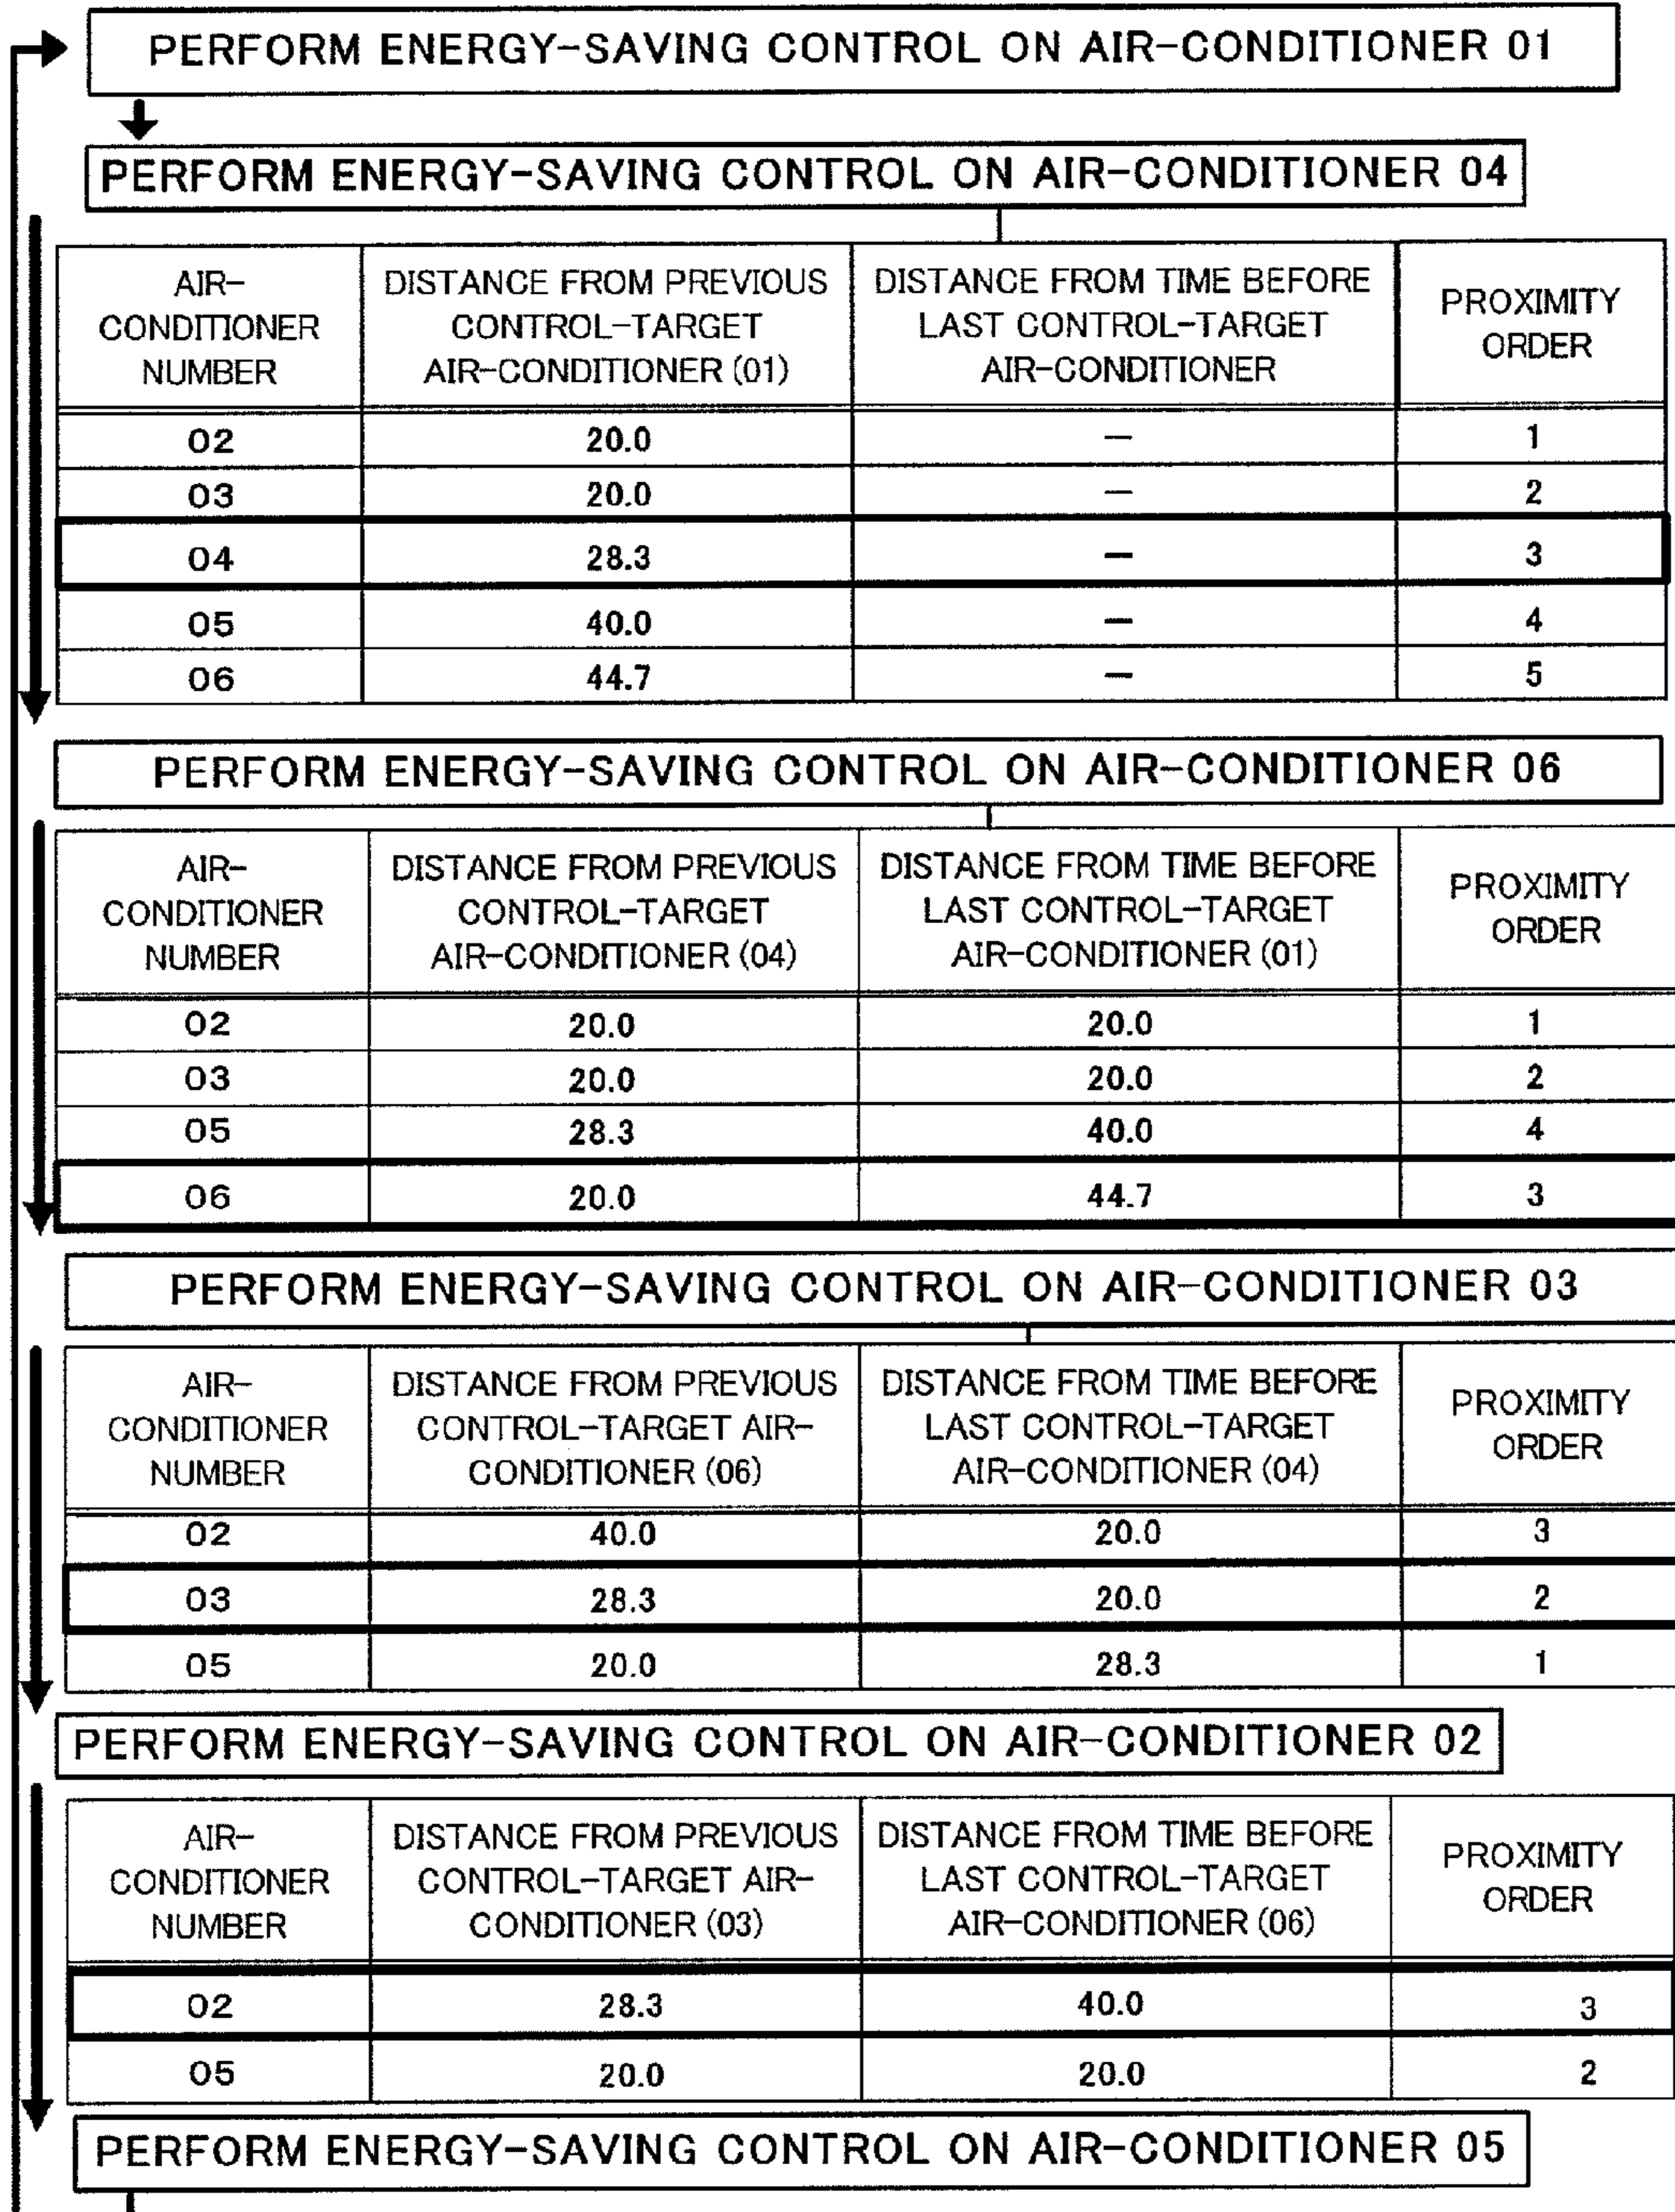 PERFORM ENERGY-SAVING CONTROL ON AIR-CONDITIONER 01
PERFORM ENERGY-SAVING CONTROL ON AIR-CONDITIONER 04
AIR-CONDITIONER NUMBER | DISTANCE FROM PREVIOUS CONTROL-TARGET AIR-CONDITIONER (01) | DISTANCE FROM TIME BEFORE LAST CONTROL-TARGET AIR-CONDITIONER | PROXIMITY ORDER
02 | 20.0 | — | 1
03 | 20.0 | — | 2
04 | 28.3 | — | 3
05 | 40.0 | — | 4
06 | 44.7 | — | 5
PERFORM ENERGY-SAVING CONTROL ON AIR-CONDITIONER 06
AIR-CONDITIONER NUMBER | DISTANCE FROM PREVIOUS CONTROL-TARGET AIR-CONDITIONER (04) | DISTANCE FROM TIME BEFORE LAST CONTROL-TARGET AIR-CONDITIONER (01) | PROXIMITY ORDER
02 | 20.0 | 20.0 | 1
03 | 20.0 | 20.0 | 2
05 | 28.3 | 40.0 | 4
06 | 20.0 | 44.7 | 3
PERFORM ENERGY-SAVING CONTROL ON AIR-CONDITIONER 03
AIR-CONDITIONER NUMBER | DISTANCE FROM PREVIOUS CONTROL-TARGET AIR-CONDITIONER (06) | DISTANCE FROM TIME BEFORE LAST CONTROL-TARGET AIR-CONDITIONER (04) | PROXIMITY ORDER
02 | 40.0 | 20.0 | 3
03 | 28.3 | 20.0 | 2
05 | 20.0 | 28.3 | 1
PERFORM ENERGY-SAVING CONTROL ON AIR-CONDITIONER 02
AIR-CONDITIONER NUMBER | DISTANCE FROM PREVIOUS CONTROL-TARGET AIR-CONDITIONER (03) | DISTANCE FROM TIME BEFORE LAST CONTROL-TARGET AIR-CONDITIONER (06) | PROXIMITY ORDER
02 | 28.3 | 40.0 | 3
05 | 20.0 | 20.0 | 2
PERFORM ENERGY-SAVING CONTROL ON AIR-CONDITIONER 05